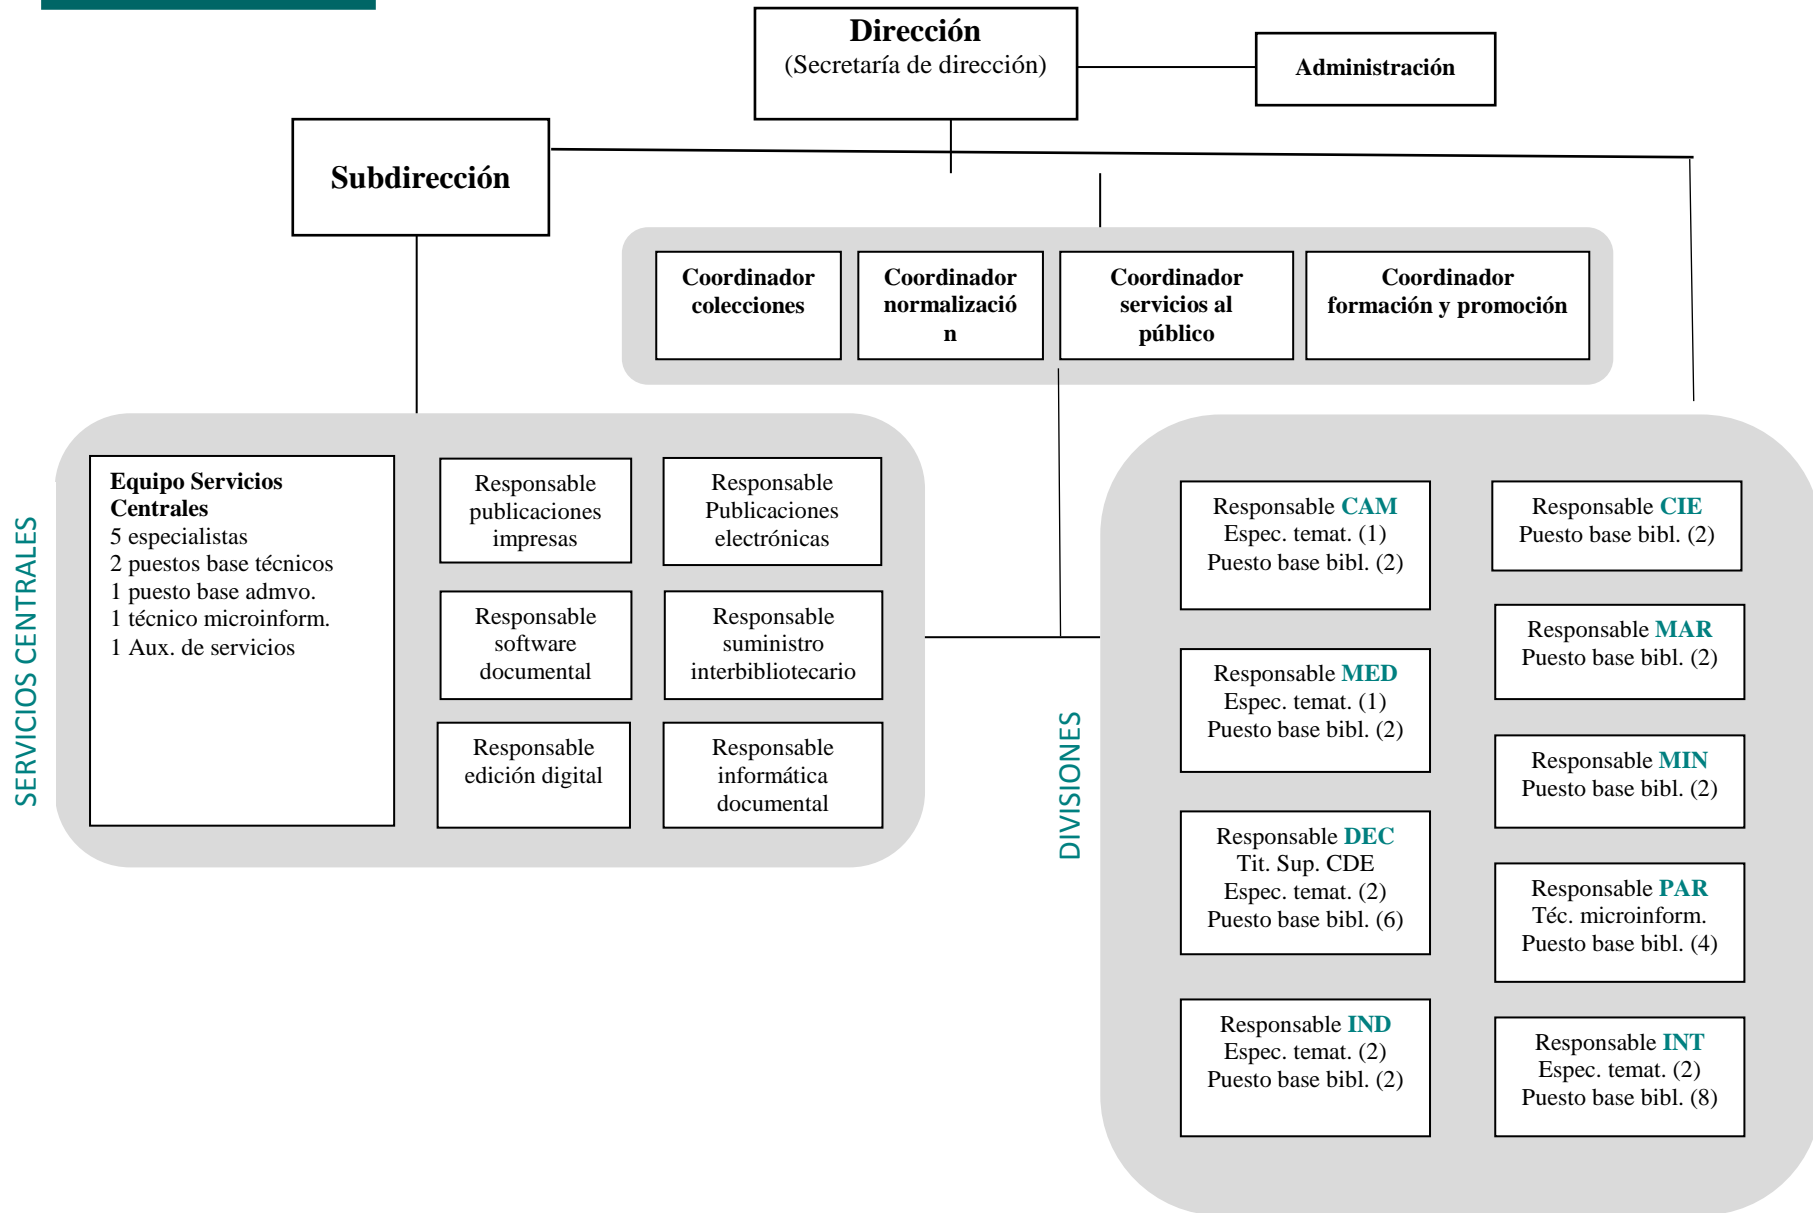 Dirección
(Secretaría de dirección)
Administración
Subdirección
Coordinador
colecciones
Coordinador
normalizació
n
Coordinador
servicios al
público
Coordinador
formación y promoción
SERVICIOS CENTRALES
Equipo Servicios
Centrales
5 especialistas
2 puestos base técnicos
1 puesto base admvo.
1 técnico microinform.
1 Aux. de servicios
Responsable
publicaciones
impresas
Responsable
Publicaciones
electrónicas
Responsable
software
documental
Responsable
suministro
interbibliotecario
Responsable
edición digital
Responsable
informática
documental
DIVISIONES
Responsable CAM
Espec. temat. (1)
Puesto base bibl. (2)
Responsable CIE
Puesto base bibl. (2)
Responsable MAR
Puesto base bibl. (2)
Responsable MED
Espec. temat. (1)
Puesto base bibl. (2)
Responsable MIN
Puesto base bibl. (2)
Responsable DEC
Tit. Sup. CDE
Espec. temat. (2)
Puesto base bibl. (6)
Responsable PAR
Téc. microinform.
Puesto base bibl. (4)
Responsable IND
Espec. temat. (2)
Puesto base bibl. (2)
Responsable INT
Espec. temat. (2)
Puesto base bibl. (8)